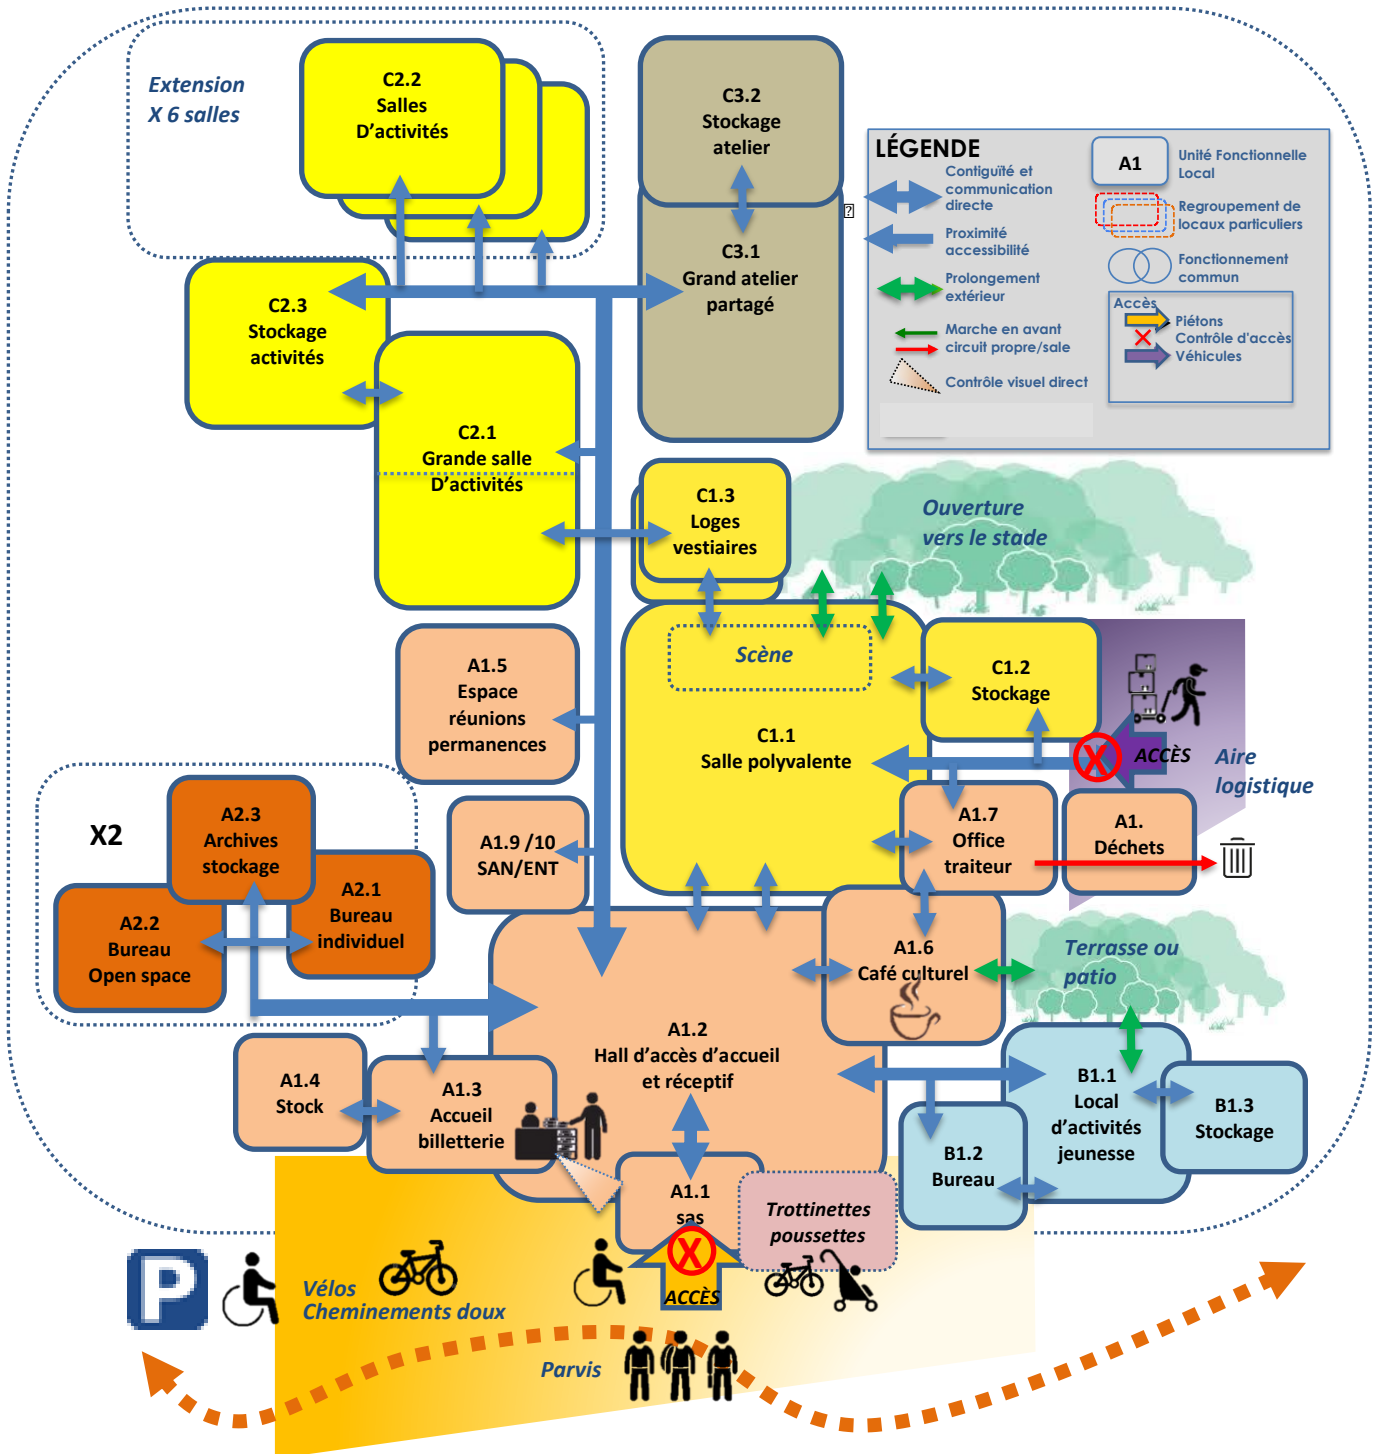 Extension
X 6 salles
C2.2
Salles
D'activités
C3.2
Stockage
atelier
C3.1
Grand atelier
partagé
LÉGENDE
Contiguïté et
communication
directe
Proximité
accessibilité
Prolongement
extérieur
Marche en avant
circuit propre/sale
Contrôle visuel direct
A1
Unité Fonctionnelle
Local
Regroupement de
locaux particuliers
Fonctionnement
commun
Accès
Piétons
Contrôle d'accès
Véhicules
C2.3
Stockage
activités
C2.1
Grande salle
D'activités
C1.3
Loges
vestiaires
Ouverture
vers le stade
A1.5
Espace
réunions
permanences
Scène
C1.2
Stockage
C1.1
Salle polyvalente
X
ACCÈS
Aire
logistique
X2
A2.3
Archives
stockage
A2.1
Bureau
individuel
A2.2
Bureau
Open space
A1.9 /10
SAN/ENT
A1.7
Office
traiteur
A1.
Déchets
A1.6
Café culturel
Terrasse ou
patio
A1.2
Hall d'accès d'accueil
et réceptif
A1.4
Stock
A1.3
Accueil
billetterie
B1.1
Local
d'activités
jeunesse
B1.3
Stockage
B1.2
Bureau
A1.1
sas
Trottinettes
poussettes
X
ACCÈS
P
Vélos
Cheminements doux
Parvis